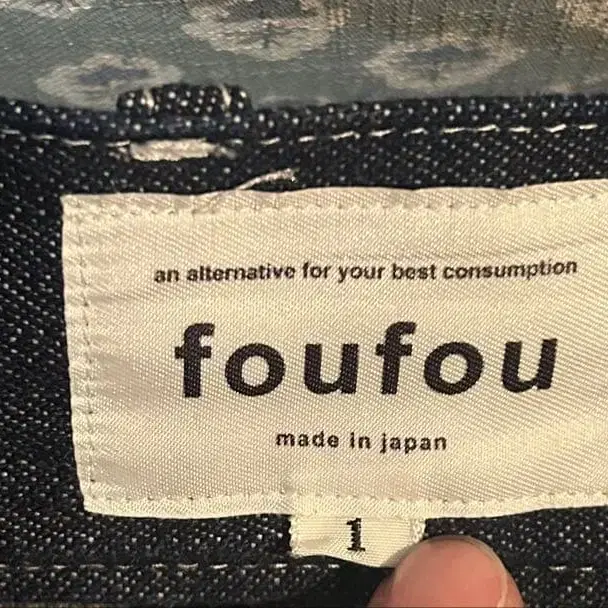 an alternative for your best consumption
foufou
made in japan
1